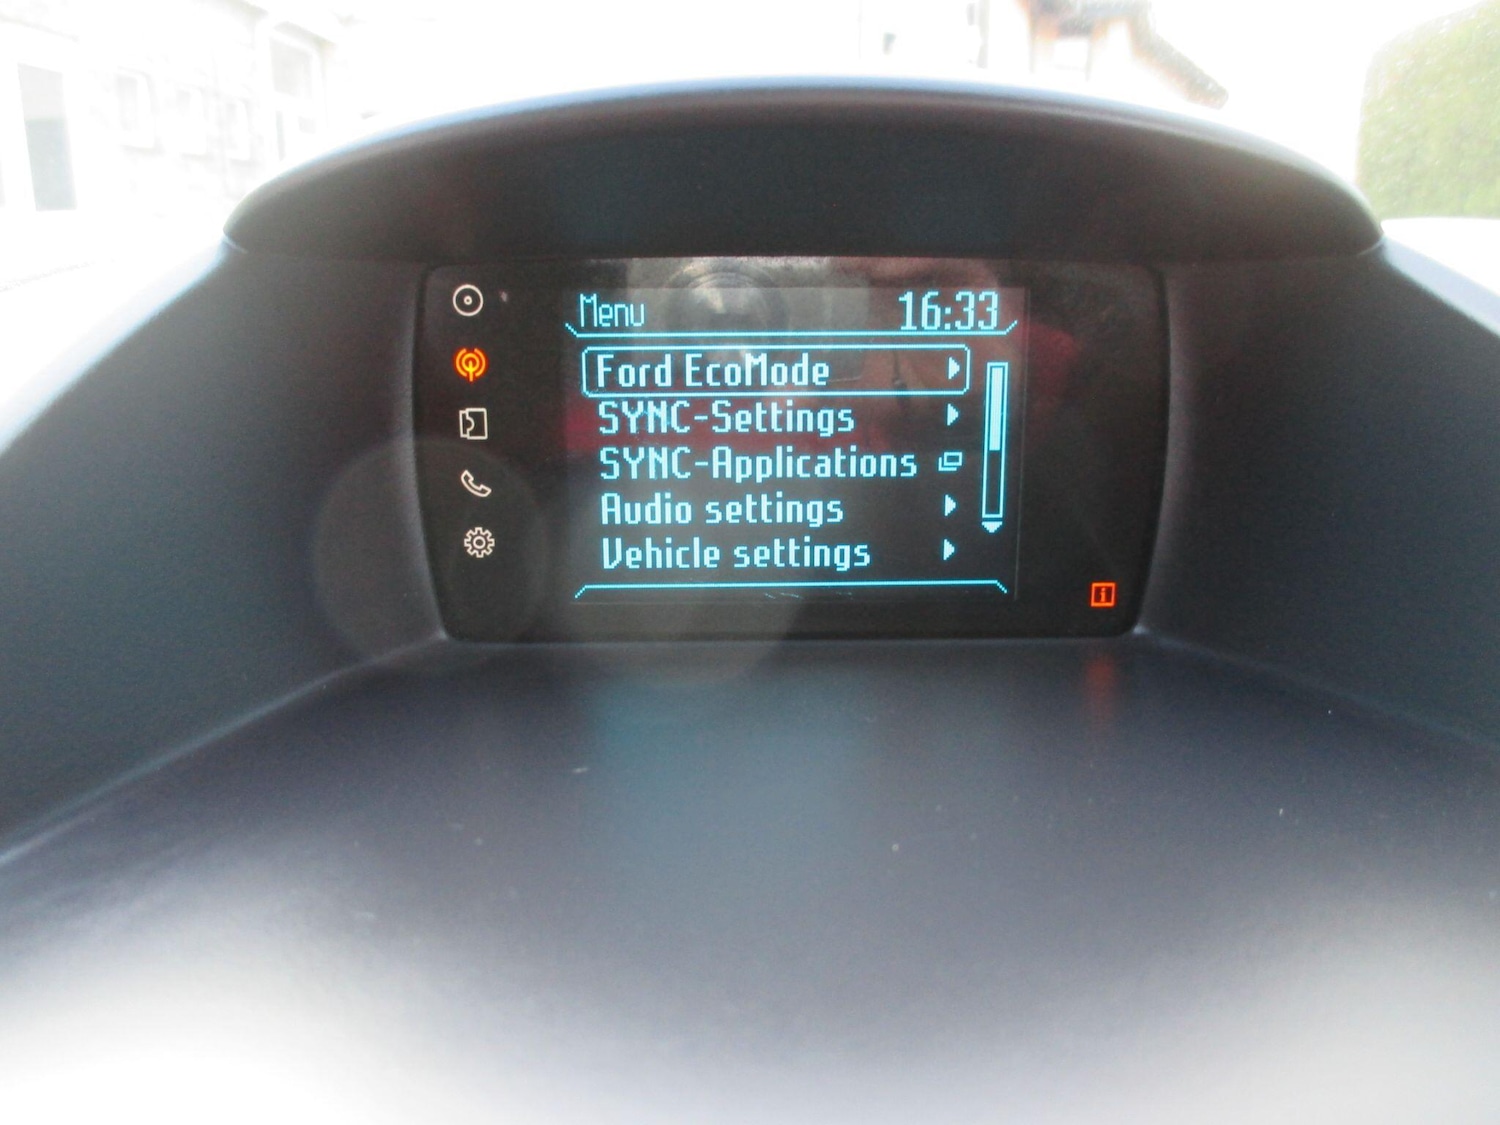 Menu 16:33
Ford EcoMode
SYNC-Settings
SYNC-Applications
Audio settings
Vehicle settings
i